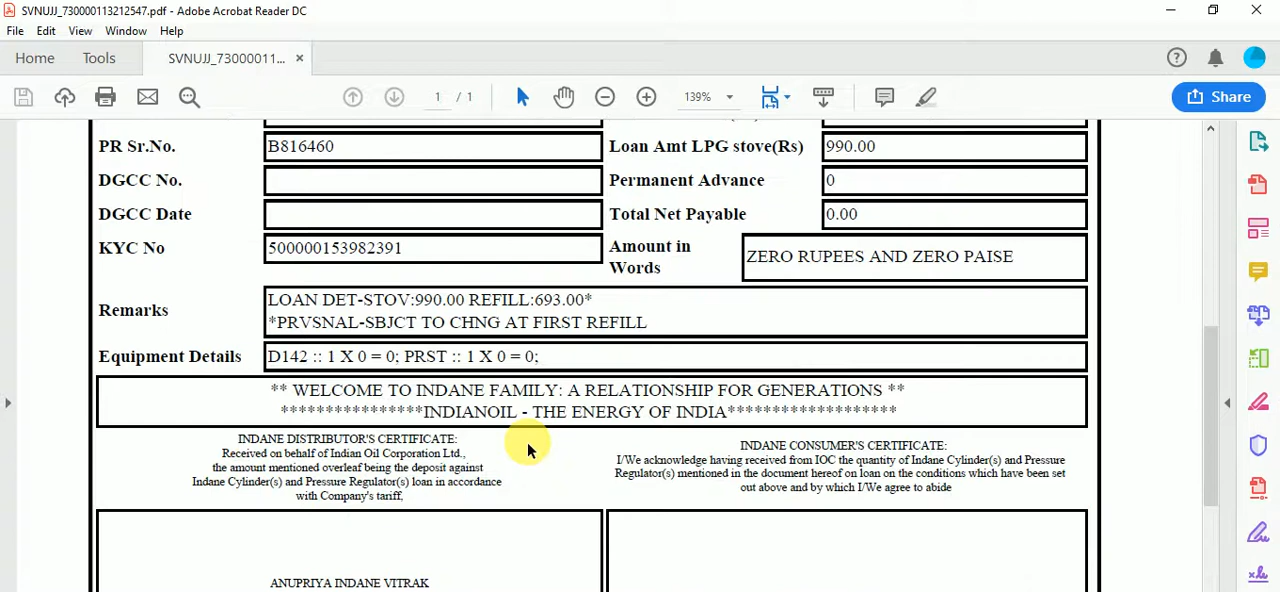 SVNUJJ_730000113212547.pdf - Adobe Acrobat Reader DC
File Edit View Window Help
Home Tools SVNUJJ_73000011... ×
1 / 1 139% Share
PR Sr.No. B816460 Loan Amt LPG stove(Rs) 990.00
DGCC No. Permanent Advance 0
DGCC Date Total Net Payable 0.00
KYC No 500000153982391 Amount in
Words ZERO RUPEES AND ZERO PAISE
Remarks LOAN DET-STOV:990.00 REFILL:693.00*
*PRVSNAL-SBJCT TO CHNG AT FIRST REFILL
Equipment Details D142 :: 1 X 0 = 0; PRST :: 1 X 0 = 0;
** WELCOME TO INDANE FAMILY: A RELATIONSHIP FOR GENERATIONS **
****************INDIANOIL - THE ENERGY OF INDIA*******************
INDANE DISTRIBUTOR'S CERTIFICATE:
Received on behalf of Indian Oil Corporation Ltd.,
the amount mentioned overleaf being the deposit against
Indane Cylinder(s) and Pressure Regulator(s) loan in accordance
with Company's tariff,
INDANE CONSUMER'S CERTIFICATE:
I/We acknowledge having received from IOC the quantity of Indane Cylinder(s) and Pressure
Regulator(s) mentioned in the document hereof on loan on the conditions which have been set
out above and by which I/We agree to abide
ANUPRIYA INDANE VITRAK